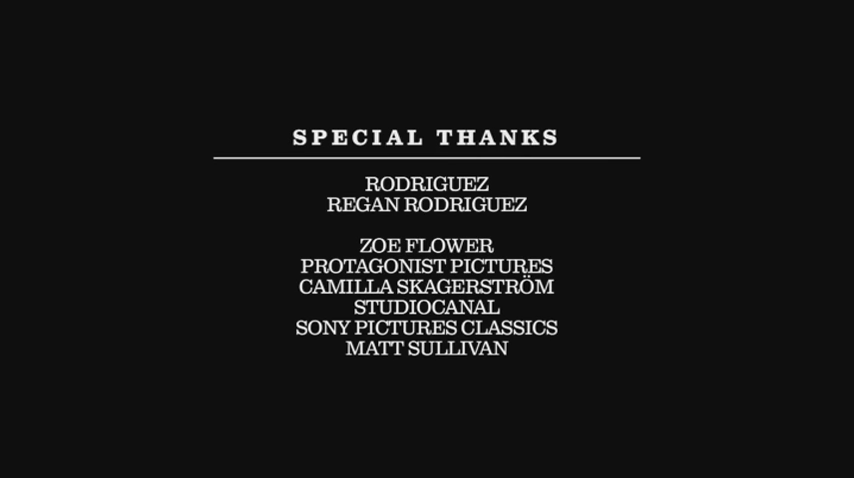 SPECIAL THANKS
RODRIGUEZ
REGAN RODRIGUEZ
ZOE FLOWER
PROTAGONIST PICTURES
CAMILLA SKAGERSTRÖM
STUDIOCANAL
SONY PICTURES CLASSICS
MATT SULLIVAN